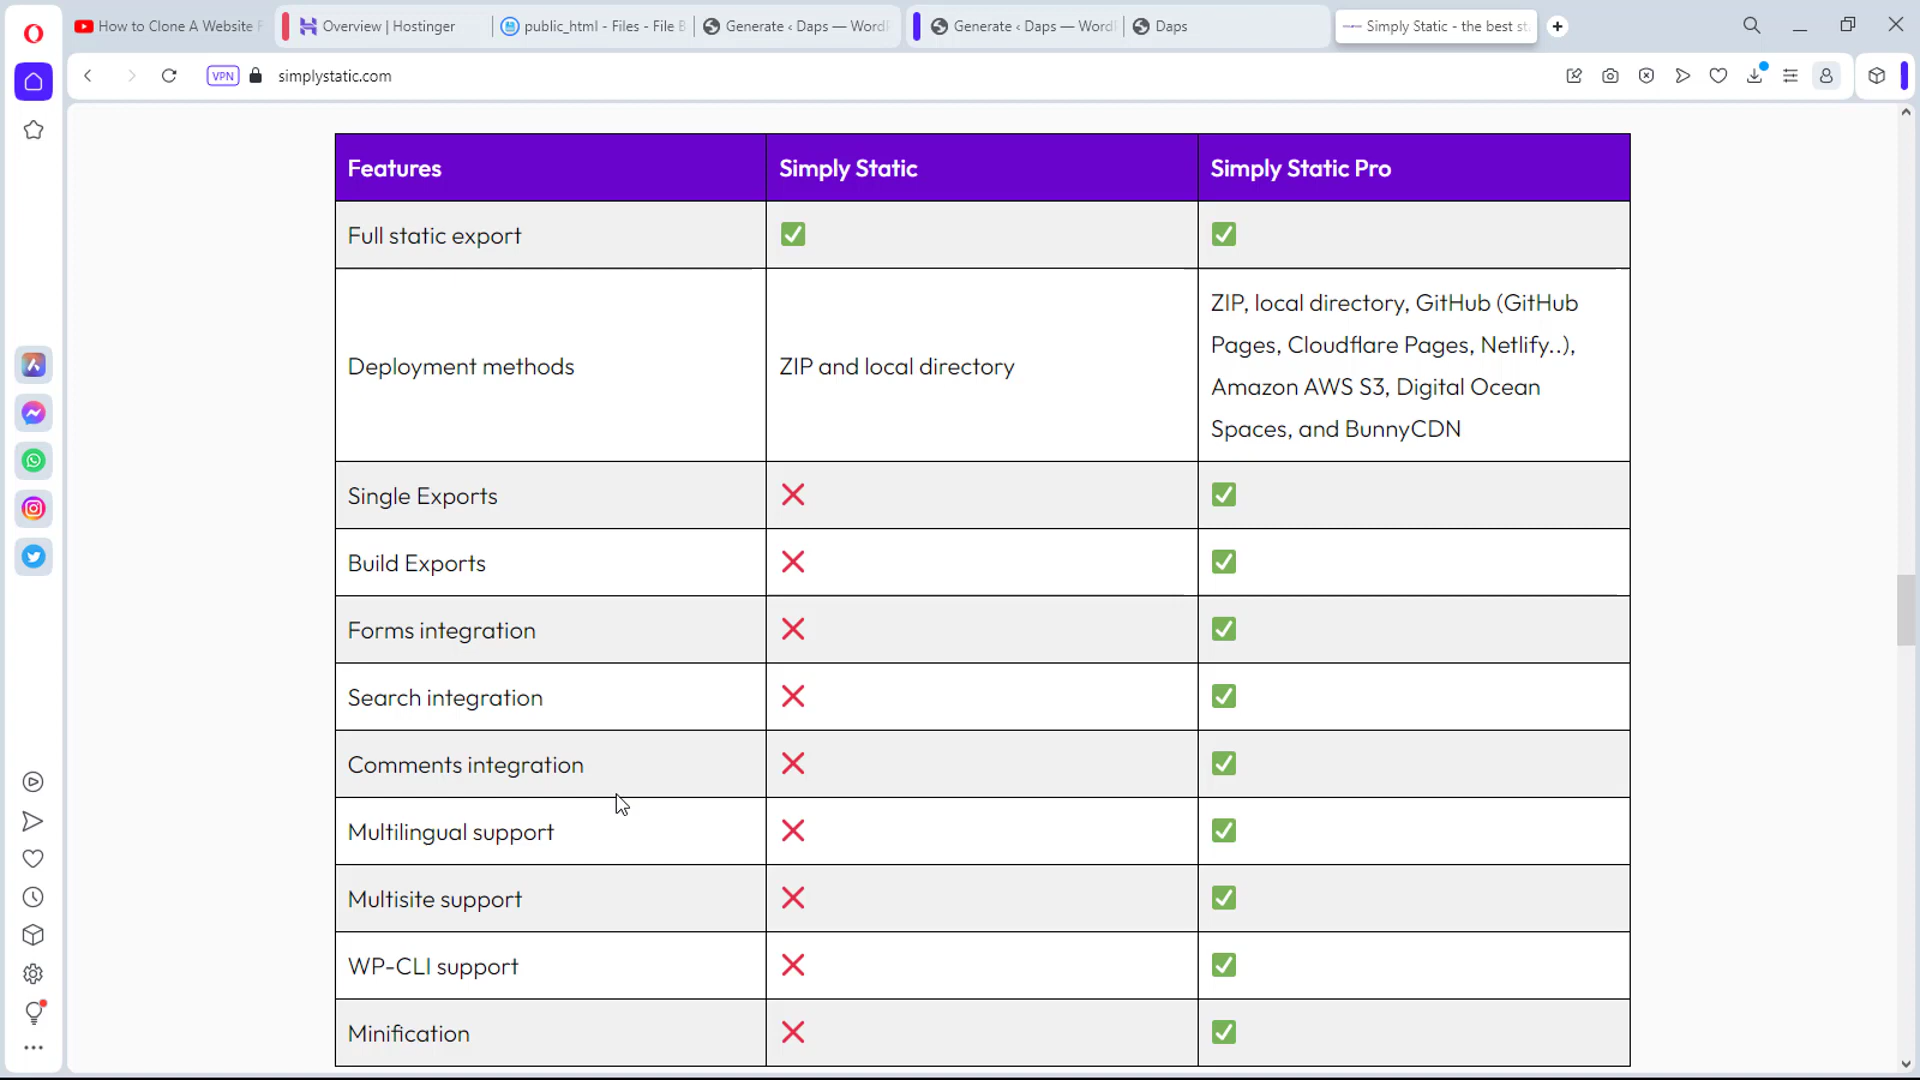 How to Clone A Website F
Overview | Hostinger
public_html - Files - File B
Generate ‹ Daps — WordP
Generate ‹ Daps — WordP
Daps
Simply Static - the best st
VPN
simplystatic.com
Features
Simply Static
Simply Static Pro
Full static export
Deployment methods
ZIP and local directory
ZIP, local directory, GitHub (GitHub
Pages, Cloudflare Pages, Netlify..),
Amazon AWS S3, Digital Ocean
Spaces, and BunnyCDN
Single Exports
Build Exports
Forms integration
Search integration
Comments integration
Multilingual support
Multisite support
WP-CLI support
Minification